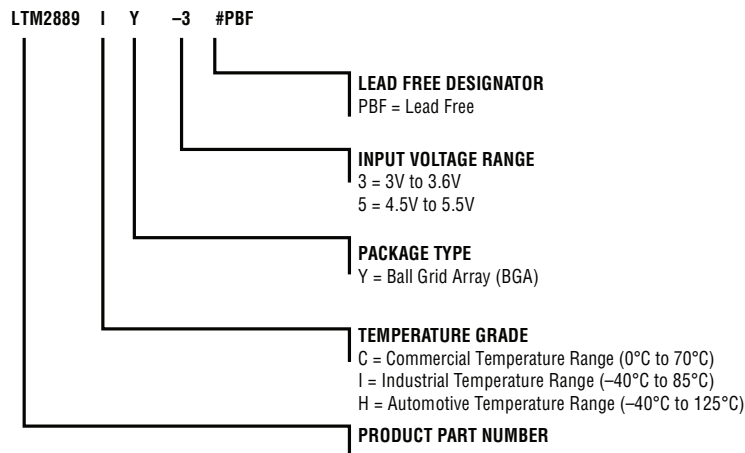 LTM2889 I Y –3 #PBF
LEAD FREE DESIGNATOR
PBF = Lead Free
INPUT VOLTAGE RANGE
3 = 3V to 3.6V
5 = 4.5V to 5.5V
PACKAGE TYPE
Y = Ball Grid Array (BGA)
TEMPERATURE GRADE
C = Commercial Temperature Range (0°C to 70°C)
I = Industrial Temperature Range (–40°C to 85°C)
H = Automotive Temperature Range (–40°C to 125°C)
PRODUCT PART NUMBER